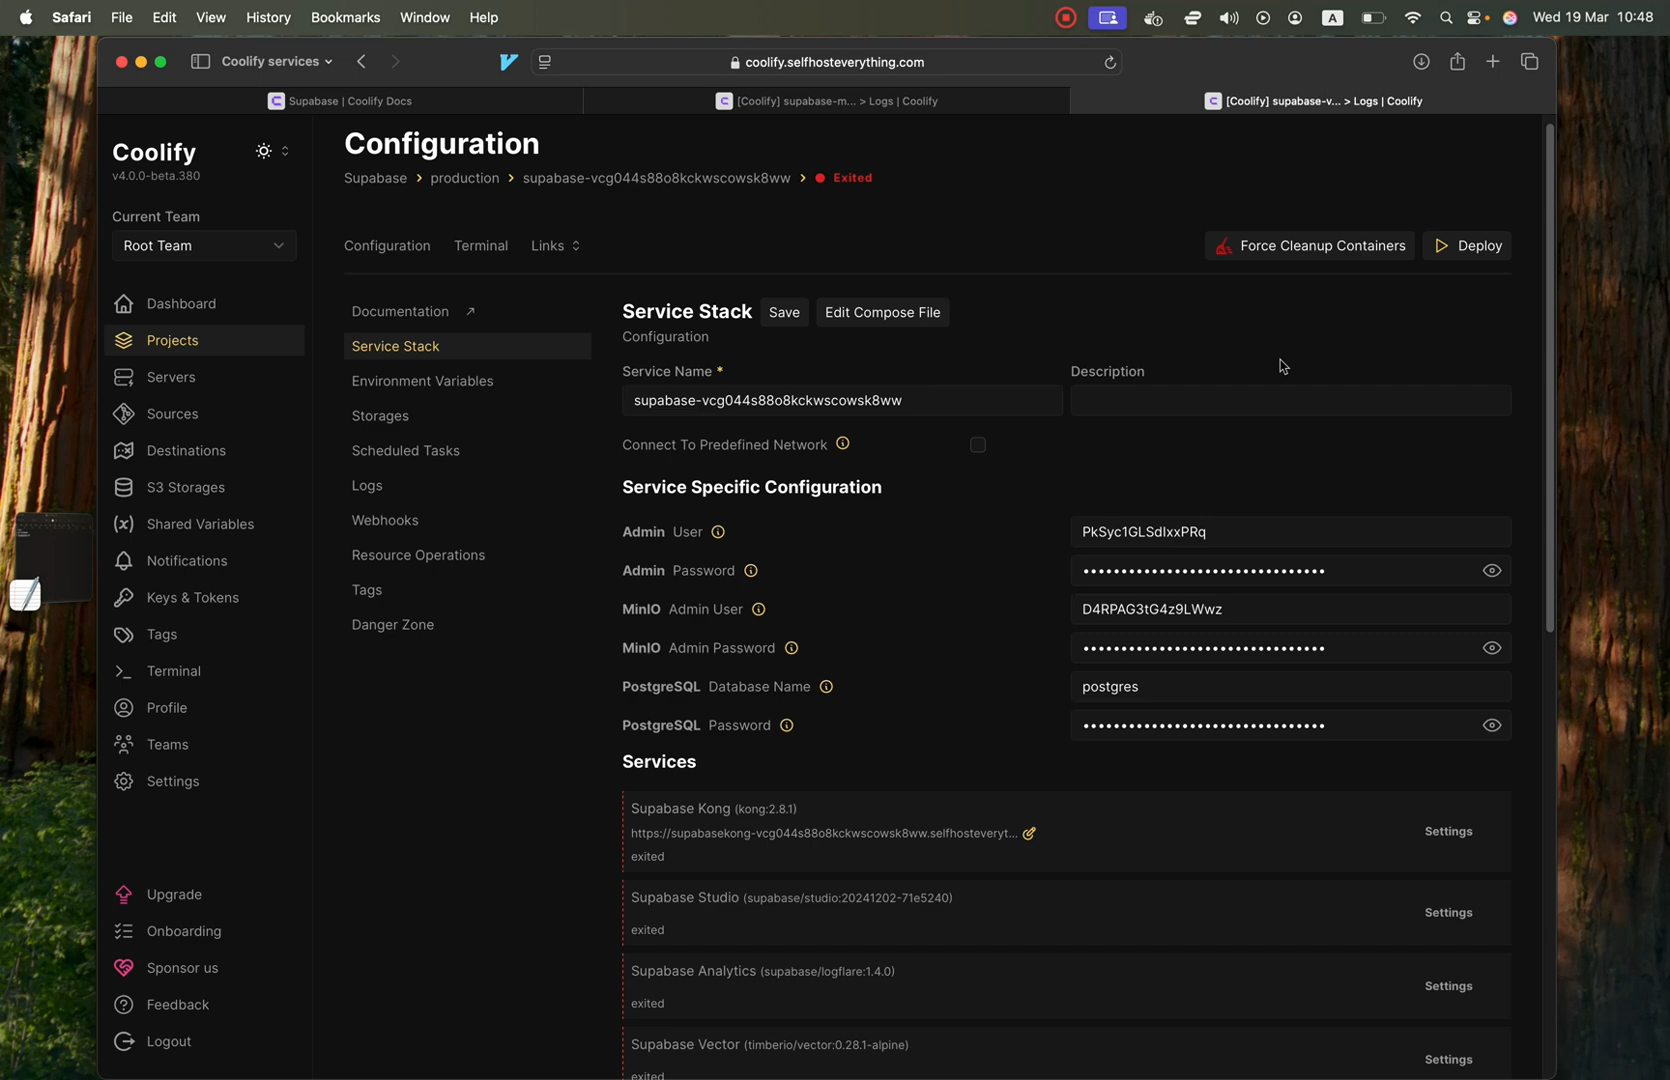 Safari File Edit View History Bookmarks Window Help
A
Wed 19 Mar 10:48
Coolify services
coolify.selfhosteverything.com
Supabase | Coolify Docs
[Coolify] supabase-m... > Logs | Coolify
[Coolify] supabase-v... > Logs | Coolify
Coolify
v4.0.0-beta.380
Current Team
Root Team
Dashboard
Projects
Servers
Sources
Destinations
S3 Storages
Shared Variables
Notifications
Keys & Tokens
Tags
Terminal
Profile
Teams
Settings
Upgrade
Onboarding
Sponsor us
Feedback
Logout
Configuration
Supabase > production > supabase-vcg044s88o8kckwscowsk8ww > Exited
Configuration Terminal Links
Force Cleanup Containers
Deploy
Documentation
Service Stack
Environment Variables
Storages
Scheduled Tasks
Logs
Webhooks
Resource Operations
Tags
Danger Zone
Service Stack Save Edit Compose File
Configuration
Service Name *
supabase-vcg044s88o8kckwscowsk8ww
Description
Connect To Predefined Network
Service Specific Configuration
Admin User
PkSyc1GLSdlxxPRq
Admin Password
••••••••••••••••••••••••••••••••
MinIO Admin User
D4RPAG3tG4z9LWwz
MinIO Admin Password
••••••••••••••••••••••••••••••••
PostgreSQL Database Name
postgres
PostgreSQL Password
••••••••••••••••••••••••••••••••
Services
Supabase Kong (kong:2.8.1)
https://supabasekong-vcg044s88o8kckwscowsk8ww.selfhosteveryt...
exited
Settings
Supabase Studio (supabase/studio:20241202-71e5240)
exited
Settings
Supabase Analytics (supabase/logflare:1.4.0)
exited
Settings
Supabase Vector (timberio/vector:0.28.1-alpine)
exited
Settings